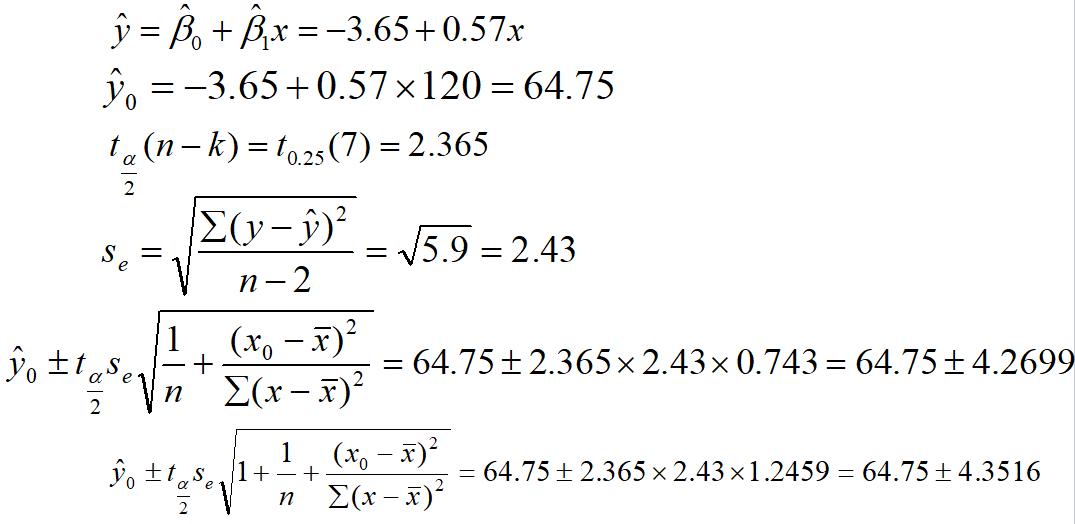 ŷ = β̂₀ + β̂₁x = −3.65 + 0.57x
ŷ₀ = −3.65 + 0.57 × 120 = 64.75
t_{α/2}(n − k) = t_{0.25}(7) = 2.365
s_e = √(Σ(y − ŷ)² / (n − 2)) = √5.9 = 2.43
ŷ₀ ± t_{α/2} s_e √(1/n + (x₀ − x̄)² / Σ(x − x̄)²) = 64.75 ± 2.365 × 2.43 × 0.743 = 64.75 ± 4.2699
ŷ₀ ± t_{α/2} s_e √(1 + 1/n + (x₀ − x̄)² / Σ(x − x̄)²) = 64.75 ± 2.365 × 2.43 × 1.2459 = 64.75 ± 4.3516